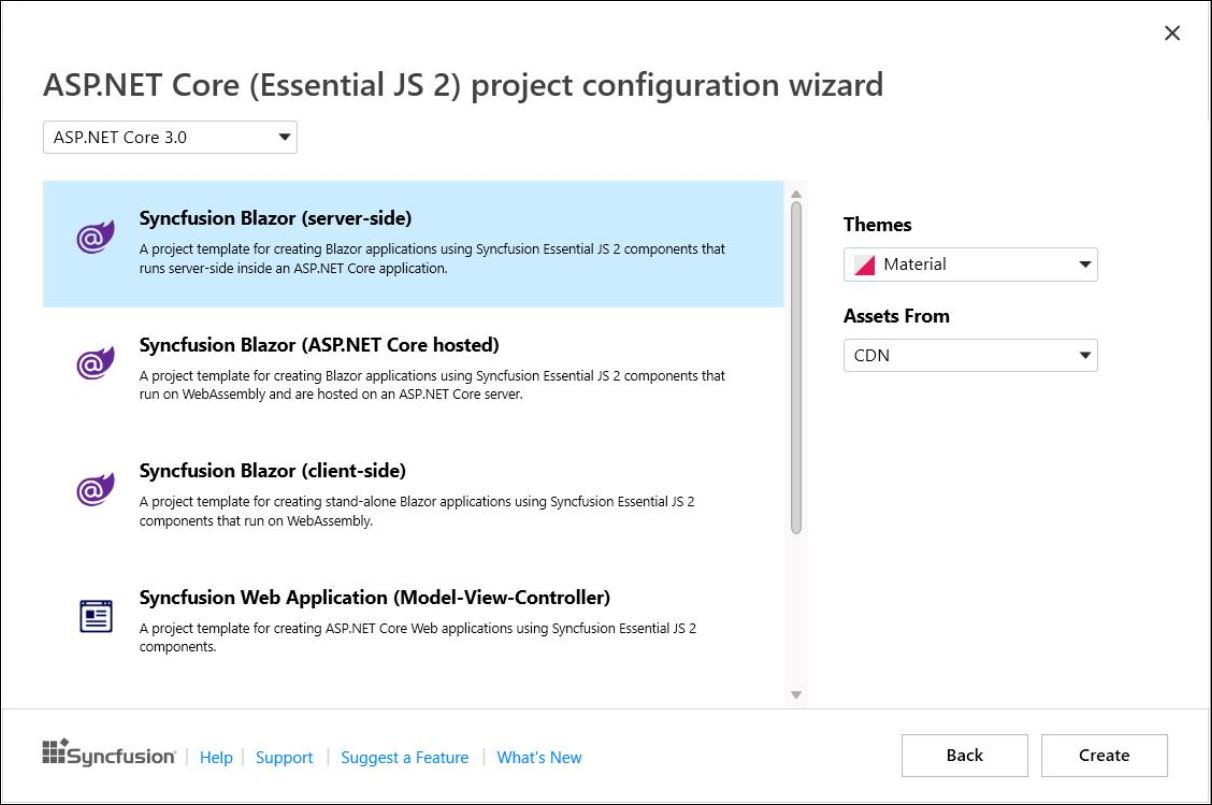 ASP.NET Core (Essential JS 2) project configuration wizard
ASP.NET Core 3.0
Syncfusion Blazor (server-side)
A project template for creating Blazor applications using Syncfusion Essential JS 2 components that
runs server-side inside an ASP.NET Core application.
Syncfusion Blazor (ASP.NET Core hosted)
A project template for creating Blazor applications using Syncfusion Essential JS 2 components that
run on WebAssembly and are hosted on an ASP.NET Core server.
Syncfusion Blazor (client-side)
A project template for creating stand-alone Blazor applications using Syncfusion Essential JS 2
components that run on WebAssembly.
Syncfusion Web Application (Model-View-Controller)
A project template for creating ASP.NET Core Web applications using Syncfusion Essential JS 2
components.
Themes
Material
Assets From
CDN
Syncfusion | Help | Support | Suggest a Feature | What's New
Back
Create